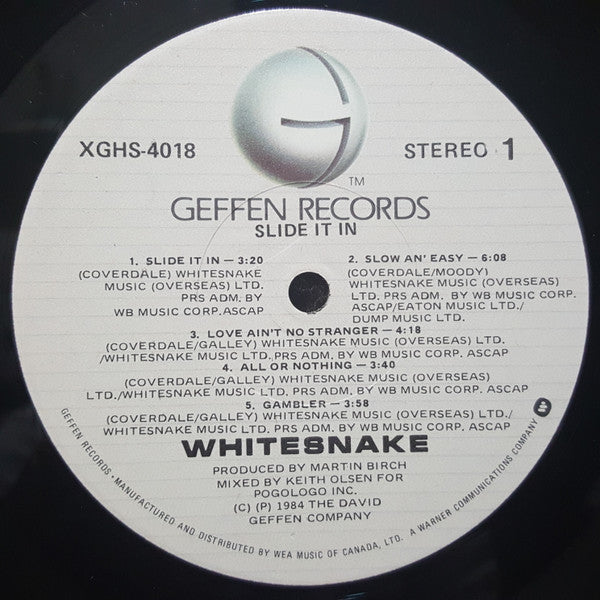 G
XGHS-4018
STEREO 1
TM
GEFFEN RECORDS
SLIDE IT IN
1. SLIDE IT IN — 3:20
(COVERDALE) WHITESNAKE
MUSIC (OVERSEAS) LTD.
PRS ADM. BY
WB MUSIC CORP. ASCAP
2. SLOW AN' EASY — 6:08
(COVERDALE/MOODY)
WHITESNAKE MUSIC (OVERSEAS)
LTD. PRS ADM. BY WB MUSIC CORP.
ASCAP/EATON MUSIC LTD./
DUMP MUSIC LTD.
3. LOVE AIN'T NO STRANGER — 4:18
(COVERDALE/GALLEY) WHITESNAKE MUSIC (OVERSEAS) LTD.
/WHITESNAKE MUSIC LTD. PRS ADM. BY WB MUSIC CORP. ASCAP
4. ALL OR NOTHING — 3:40
(COVERDALE/GALLEY) WHITESNAKE MUSIC (OVERSEAS)
LTD./WHITESNAKE MUSIC LTD. PRS ADM. BY WB MUSIC CORP. ASCAP
5. GAMBLER — 3:58
(COVERDALE/GALLEY) WHITESNAKE MUSIC (OVERSEAS) LTD./
WHITESNAKE MUSIC LTD. PRS ADM. BY WB MUSIC CORP. ASCAP
WHITESNAKE
PRODUCED BY MARTIN BIRCH
MIXED BY KEITH OLSEN FOR
POGOLOGO INC.
(C) (P) 1984 THE DAVID
GEFFEN COMPANY
GEFFEN RECORDS · MANUFACTURED AND DISTRIBUTED BY WEA MUSIC OF CANADA, LTD. A WARNER COMMUNICATIONS COMPANY